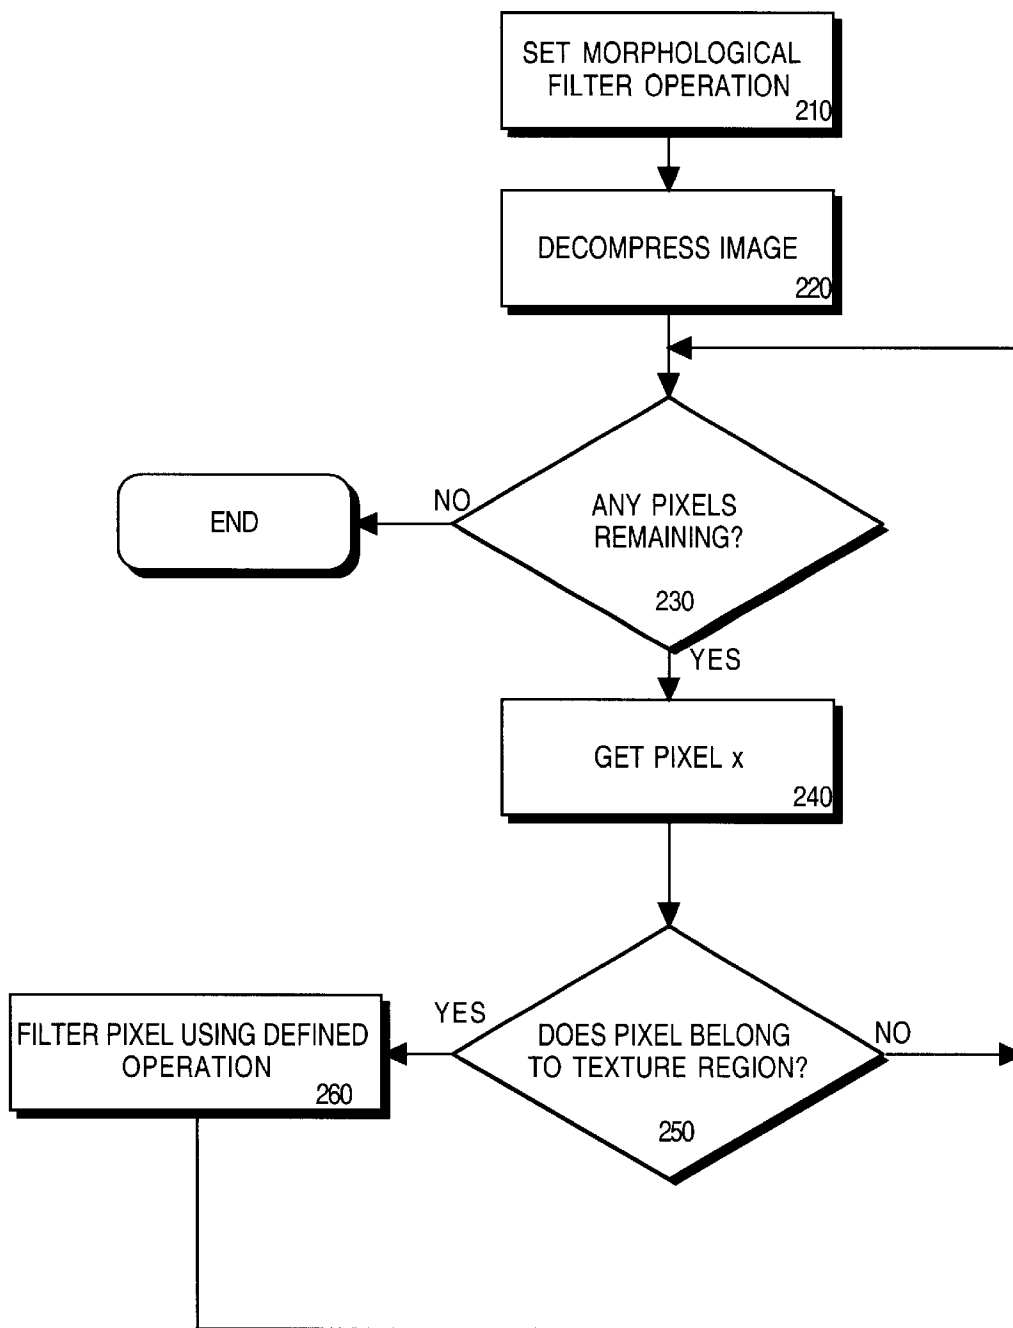 SET MORPHOLOGICAL
FILTER OPERATION
210
DECOMPRESS IMAGE
220
NO
END
ANY PIXELS
REMAINING?
230
YES
GET PIXEL x
240
YES
FILTER PIXEL USING DEFINED
OPERATION
260
DOES PIXEL BELONG
TO TEXTURE REGION?
250
NO